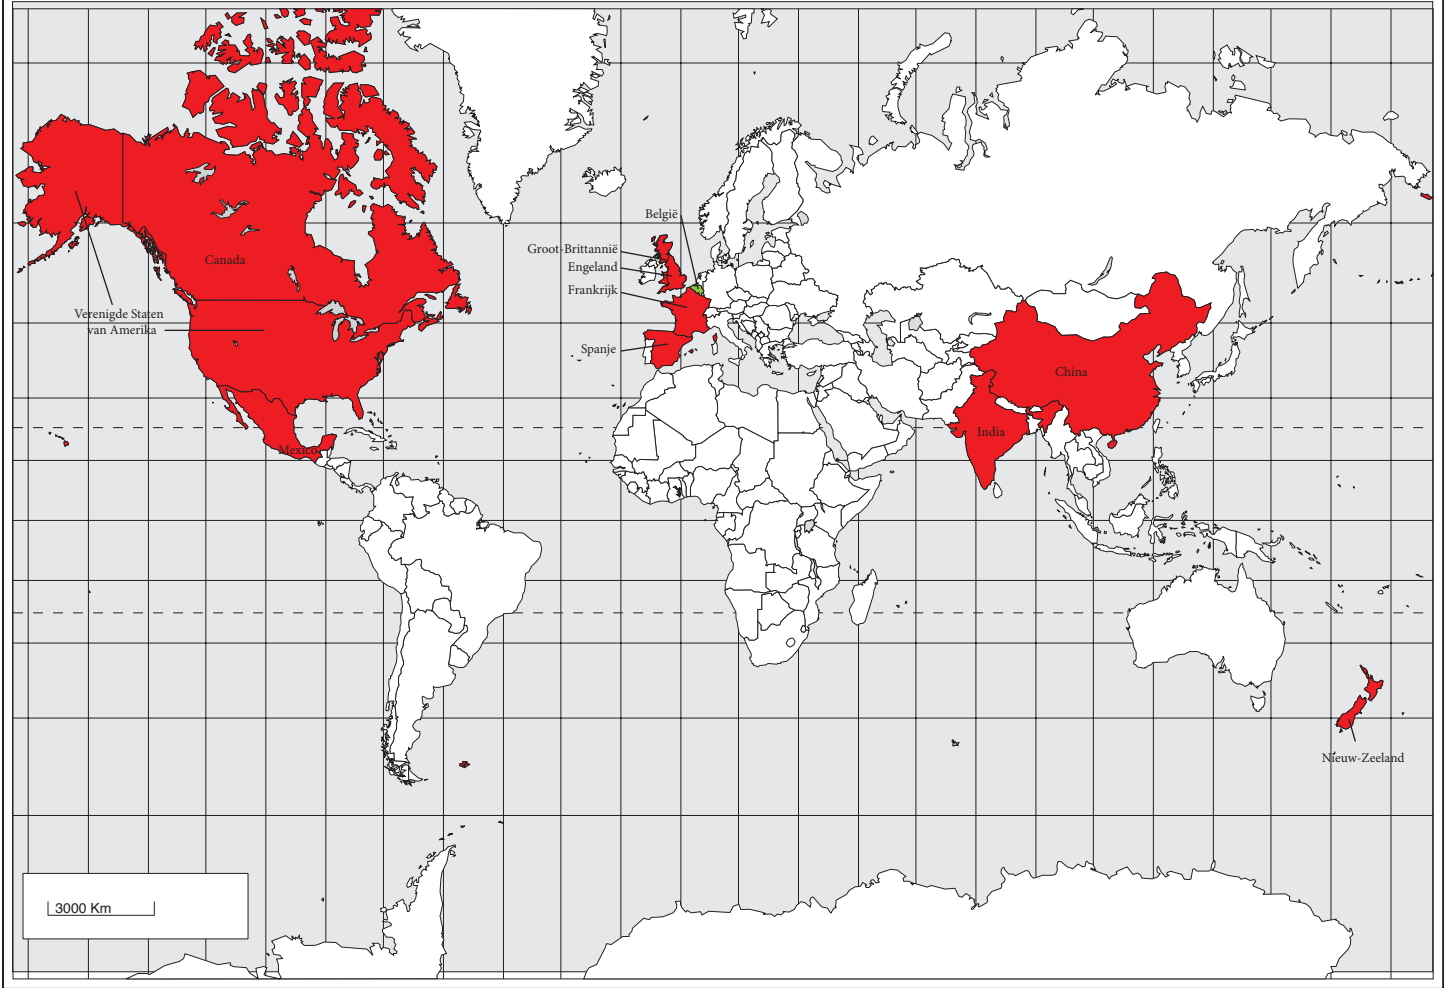 België
Groot-Brittannië
Engeland
Canada
Frankrijk
Verenigde Staten
van Amerika
Spanje
China
India
Mexico
Nieuw-Zeeland
3000 Km